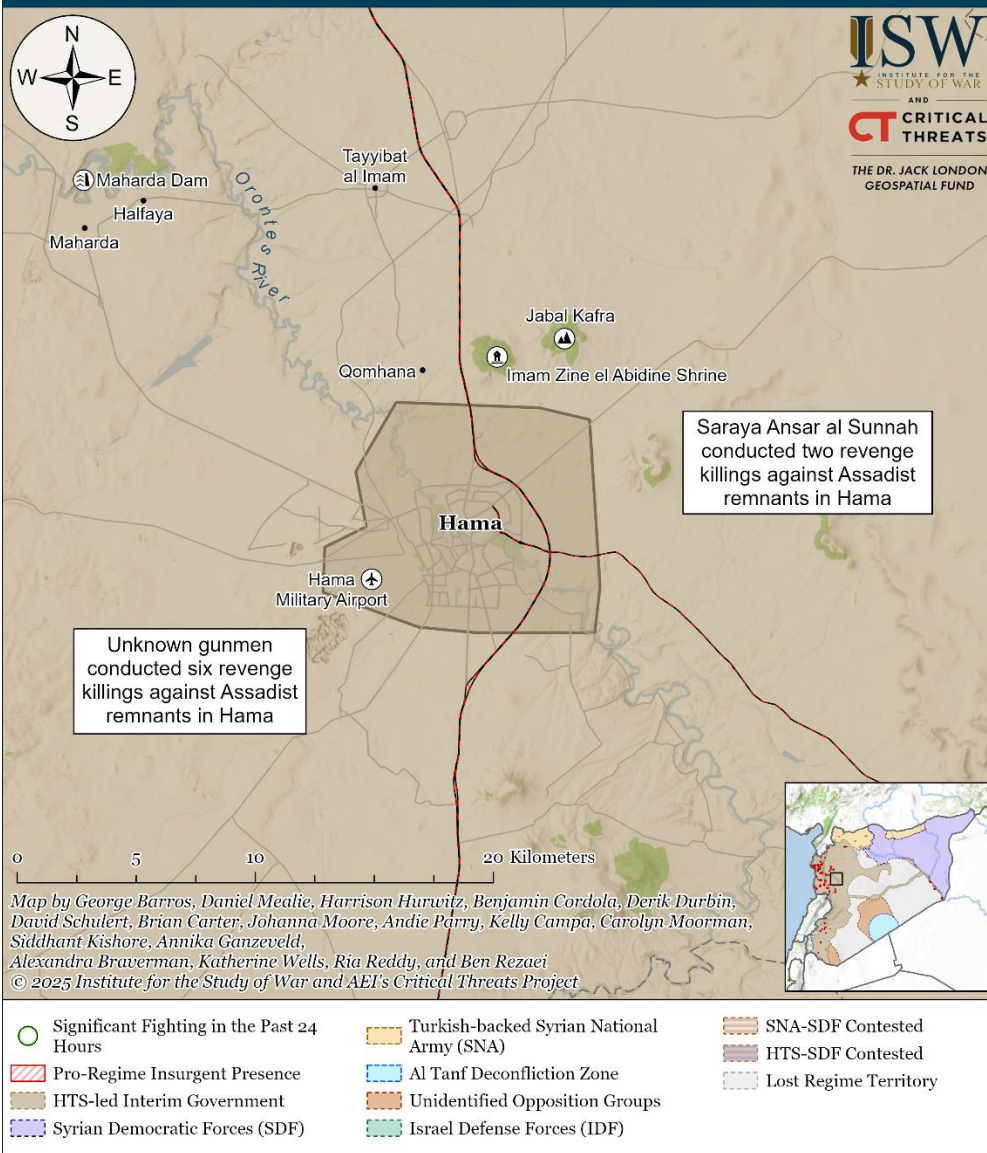 N
W
E
S
ISW
INSTITUTE FOR THE
STUDY OF WAR
AND
CT CRITICAL
THREATS
THE DR. JACK LONDON
GEOSPATIAL FUND
Maharda Dam
Halfaya
Maharda
Orontes River
Tayyibat
al Imam
Jabal Kafra
Imam Zine el Abidine Shrine
Qomhana
Saraya Ansar al Sunnah
conducted two revenge
killings against Assadist
remnants in Hama
Hama
Hama
Military Airport
Unknown gunmen
conducted six revenge
killings against Assadist
remnants in Hama
0 5 10 20 Kilometers
Map by George Barros, Daniel Mealie, Harrison Hurwitz, Benjamin Cordola, Derik Durbin,
David Schulert, Brian Carter, Johanna Moore, Andie Parry, Kelly Campa, Carolyn Moorman,
Siddhant Kishore, Annika Ganzeveld,
Alexandra Braverman, Katherine Wells, Ria Reddy, and Ben Rezaei
© 2025 Institute for the Study of War and AEI's Critical Threats Project
Significant Fighting in the Past 24
Hours
Pro-Regime Insurgent Presence
HTS-led Interim Government
Syrian Democratic Forces (SDF)
Turkish-backed Syrian National
Army (SNA)
Al Tanf Deconfliction Zone
Unidentified Opposition Groups
Israel Defense Forces (IDF)
SNA-SDF Contested
HTS-SDF Contested
Lost Regime Territory